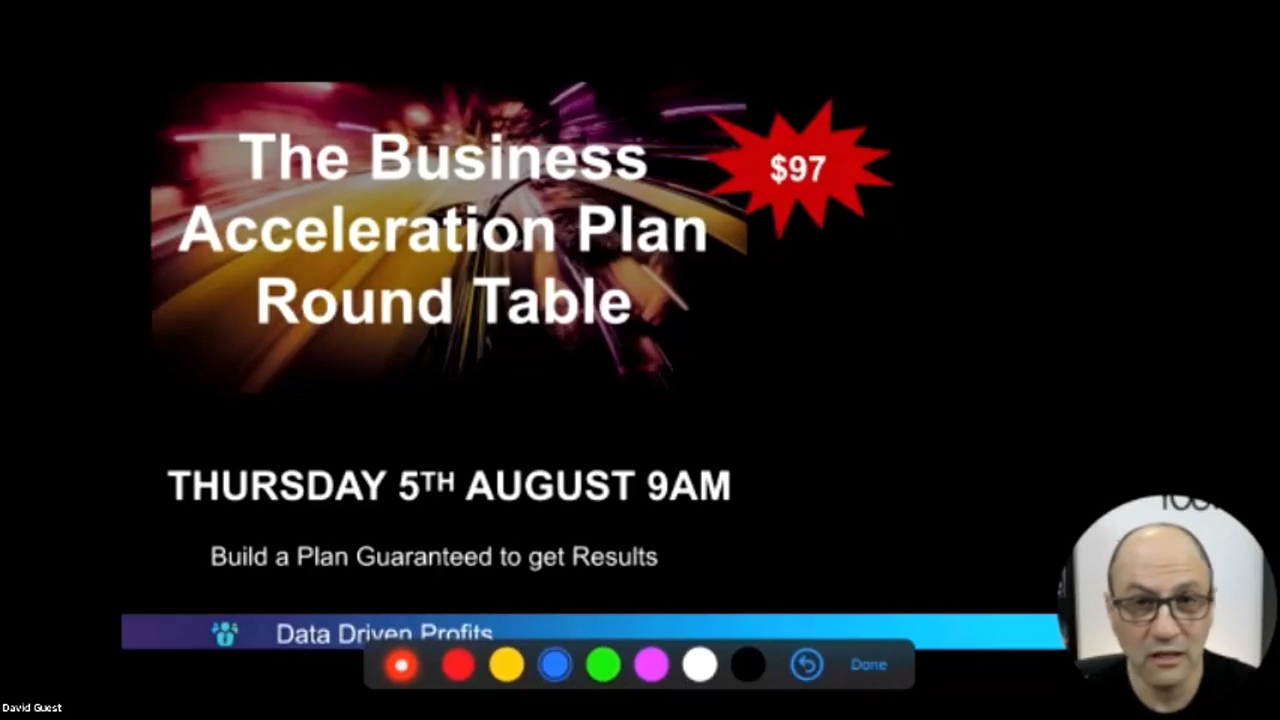 The Business
Acceleration Plan
Round Table
$97
THURSDAY 5TH AUGUST 9AM
Build a Plan Guaranteed to get Results
Data Driven Profits
Done
David Guest